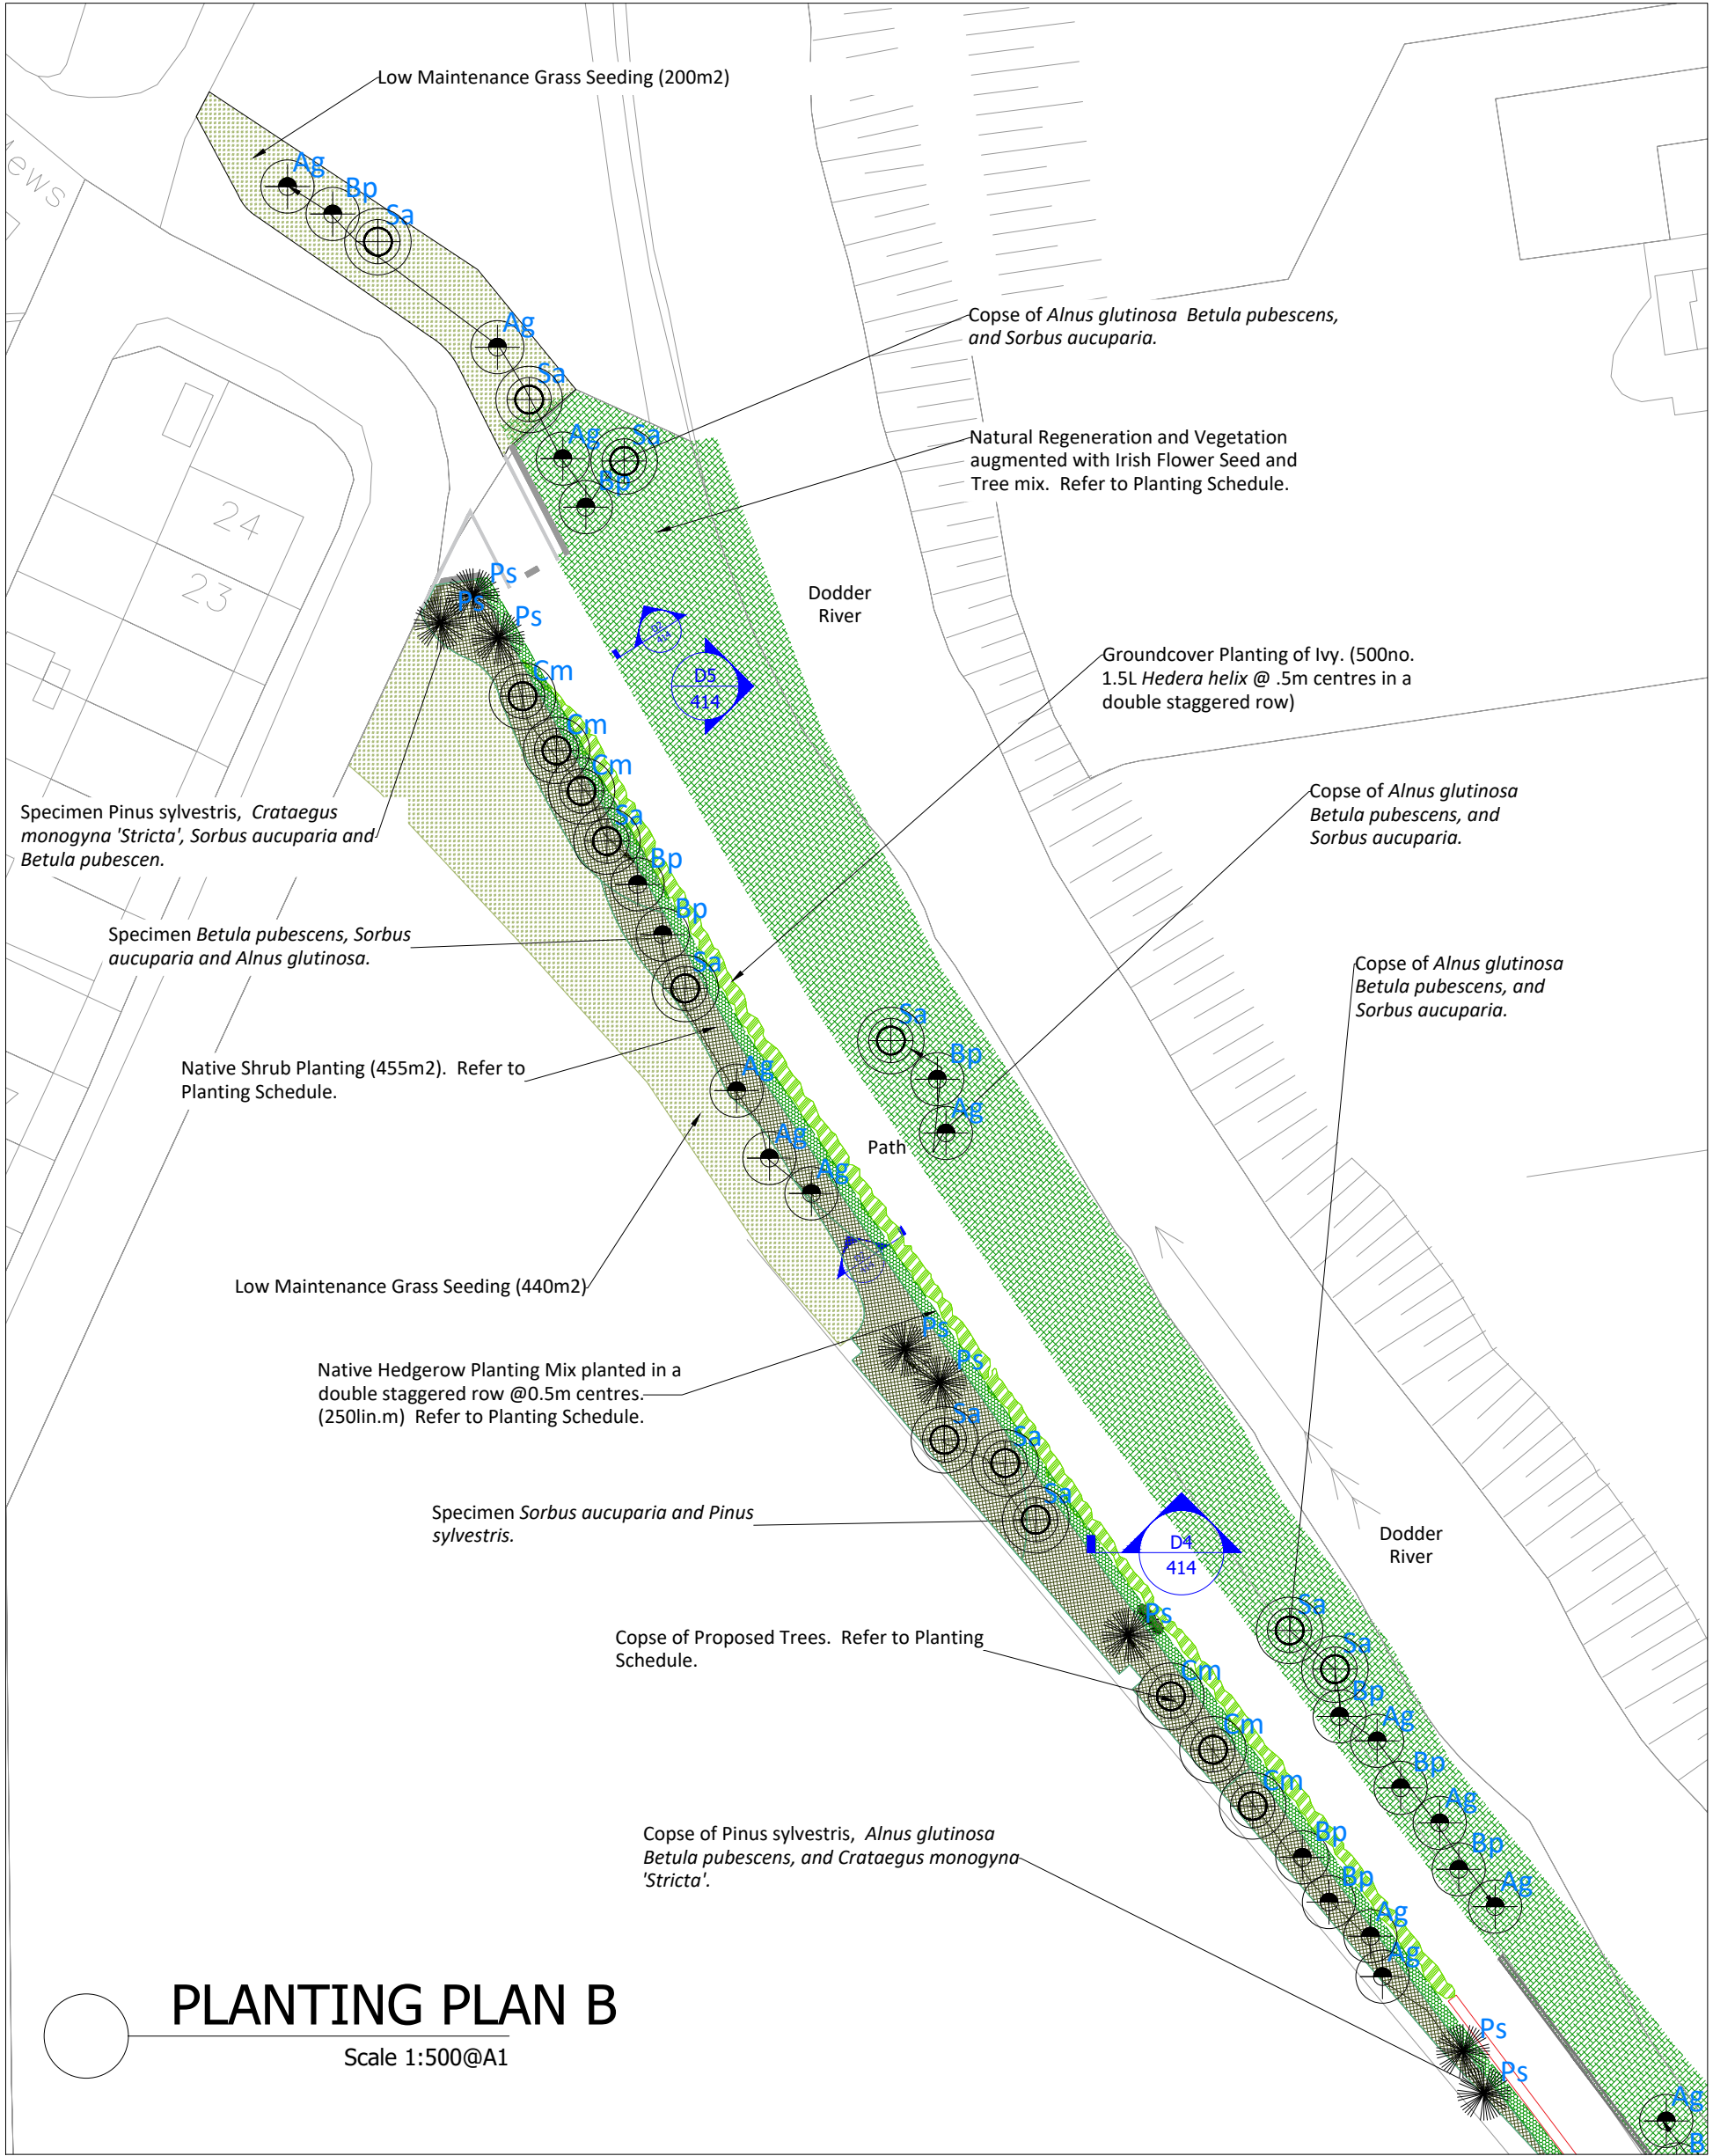 Low Maintenance Grass Seeding (200m2)
Ag
Bp
Sa
Ag
Sa
Copse of Alnus glutinosa Betula pubescens,
and Sorbus aucuparia.
Ag
Sa
Bp
Natural Regeneration and Vegetation
augmented with Irish Flower Seed and
Tree mix. Refer to Planting Schedule.
24
23
Ps
Ps
Ps
Dodder
River
D5
414
Cm
Cm
Cm
Sa
Bp
Bp
Sa
Groundcover Planting of Ivy. (500no.
1.5L Hedera helix @ .5m centres in a
double staggered row)
Specimen Pinus sylvestris, Crataegus
monogyna 'Stricta', Sorbus aucuparia and
Betula pubescen.
Copse of Alnus glutinosa
Betula pubescens, and
Sorbus aucuparia.
Specimen Betula pubescens, Sorbus
aucuparia and Alnus glutinosa.
Copse of Alnus glutinosa
Betula pubescens, and
Sorbus aucuparia.
Sa
Bp
Ag
Native Shrub Planting (455m2). Refer to
Planting Schedule.
Ag
Ag
Ag
Path
Low Maintenance Grass Seeding (440m2)
Ps
Ps
Native Hedgerow Planting Mix planted in a
double staggered row @0.5m centres.
(250lin.m) Refer to Planting Schedule.
Sa
Sa
Sa
Specimen Sorbus aucuparia and Pinus
sylvestris.
D4
414
Dodder
River
Ps
Sa
Sa
Bp
Ag
Bp
Ag
Bp
Ag
Copse of Proposed Trees. Refer to Planting
Schedule.
Cm
Cm
Cm
Bp
Bp
Ag
Ag
Copse of Pinus sylvestris, Alnus glutinosa
Betula pubescens, and Crataegus monogyna
'Stricta'.
Ps
Ps
Ag
B
PLANTING PLAN B
Scale 1:500@A1